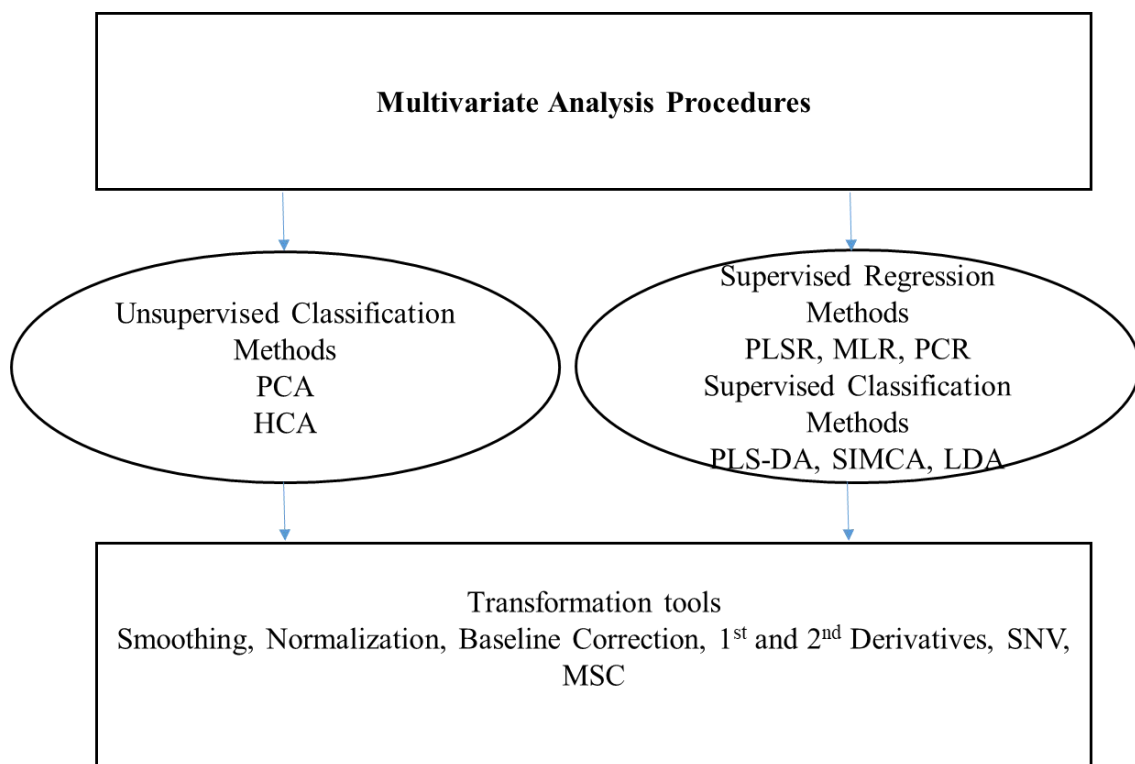 Multivariate Analysis Procedures
Unsupervised Classification
Methods
PCA
HCA
Supervised Regression
Methods
PLSR, MLR, PCR
Supervised Classification
Methods
PLS-DA, SIMCA, LDA
Transformation tools
Smoothing, Normalization, Baseline Correction, 1st and 2nd Derivatives, SNV,
MSC